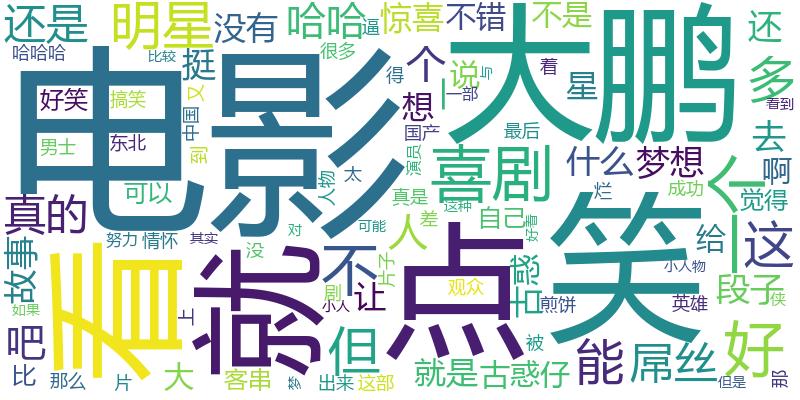 还是
明星
没有
哈哈
惊喜
不错
不是
还
哈哈哈
比较
很多
逼
大鹏
电影
挺
个
说
与
着
星
多
看到
好笑
搞笑
又
得
想
一
一部
中国
国产
最后
去
男士
东北
到
演员
喜剧
什么
梦想
啊
真的
可以
人物
太
真是
这种
烂
成功
一个
觉得
故事
努力
情怀
其实
没
对
不
可能
人
差
自己
好看
给
这
看
就
点
笑
片子
古惑
小人物
如果
上
剧
小人
让
观众
煎饼
英雄
段子
侠
吧
但
被
能
屌丝
好
那
比
那么
片
大
客串
梦
出来
这部
就是
古惑仔
但是